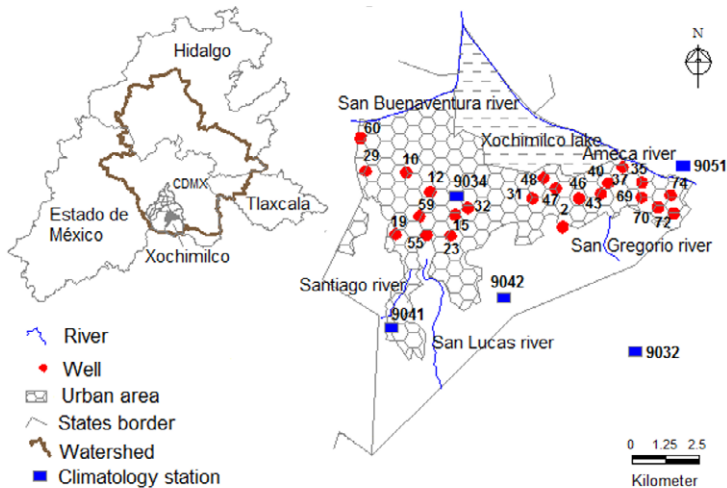 Hidalgo
CDMX
Estado de
México
Tlaxcala
Xochimilco
River
Well
Urban area
States border
Watershed
Climatology station
N
San Buenaventura river
60
Xochimilco lake
Ameca river
9051
29
10
12
9034
48
40
35
37
74
31
47
46
43
69
59
32
19
15
2
70
72
55
23
San Gregorio river
Santiago river
9042
9041
San Lucas river
9032
0 1.25 2.5
Kilometer